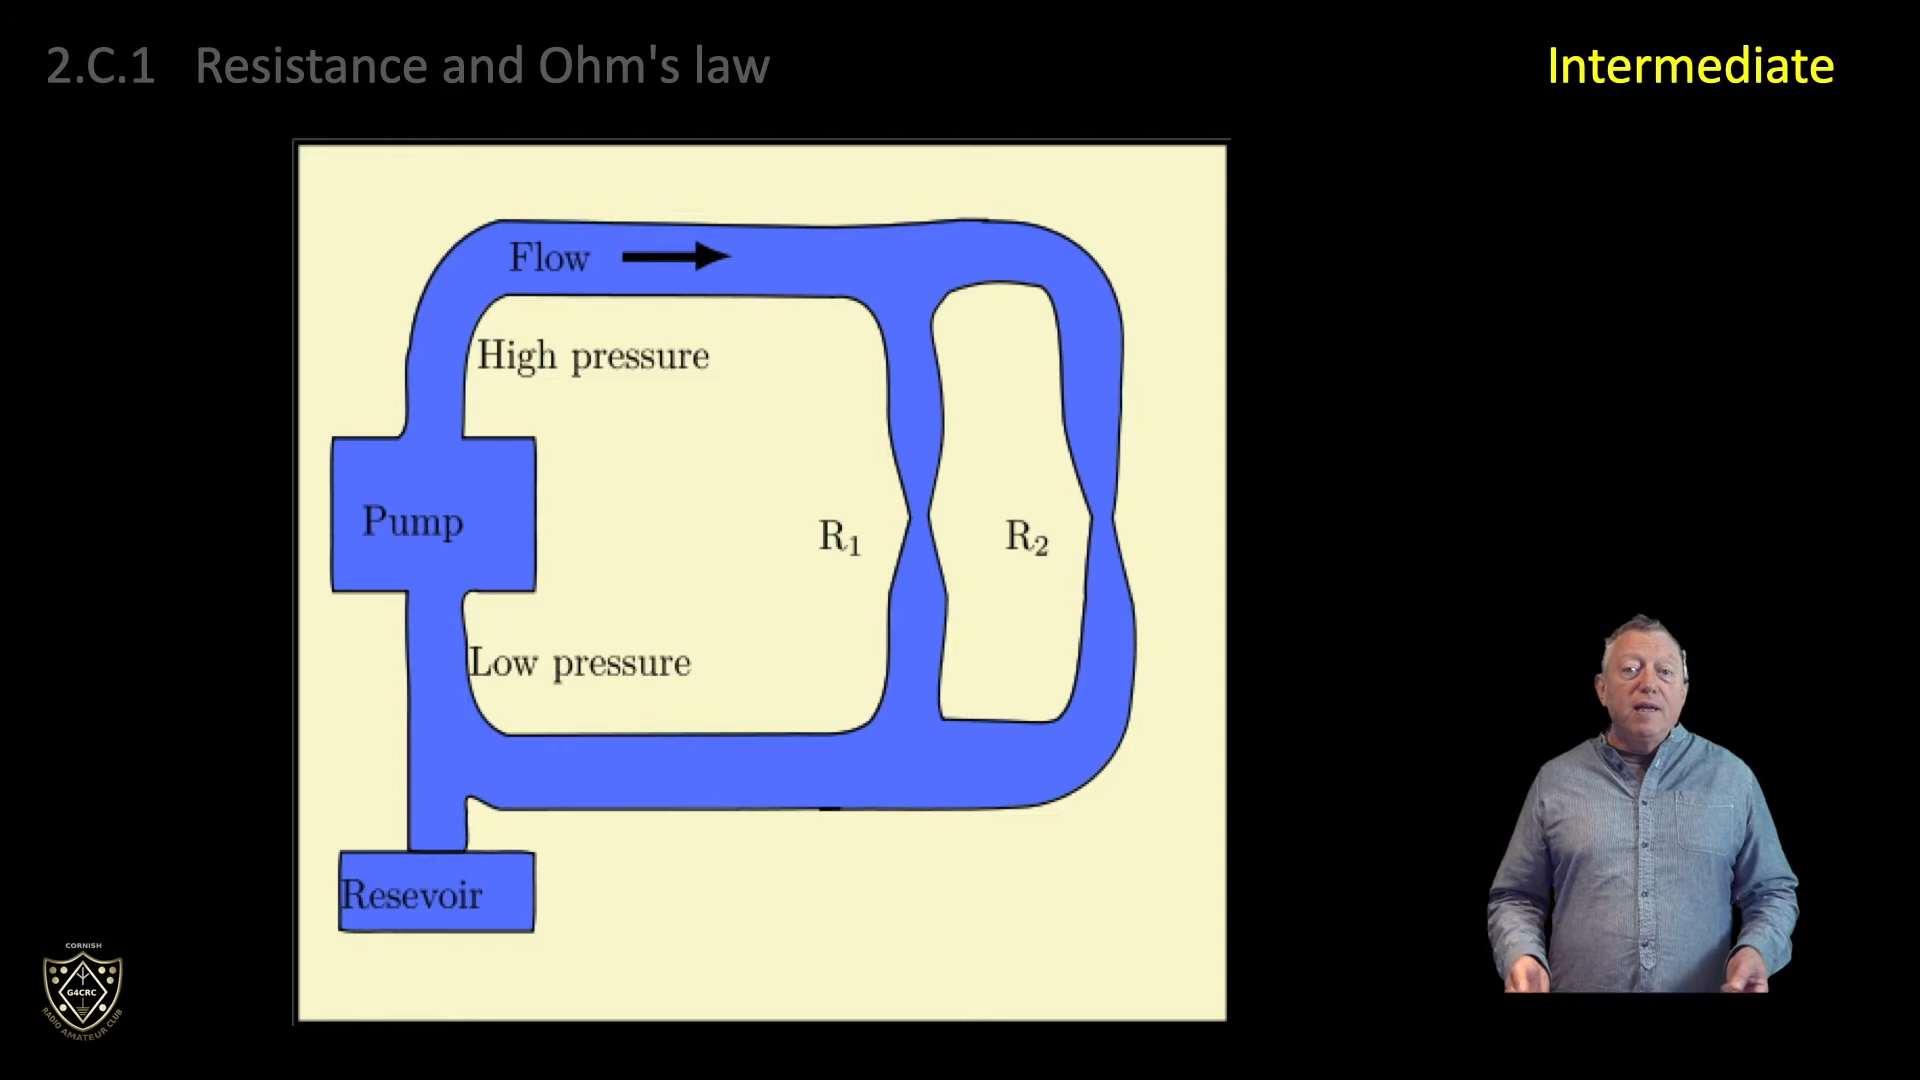 2.C.1 Resistance and Ohm's law
Intermediate
Flow
High pressure
Pump
R₁
R₂
Low pressure
Resevoir
CORNISH
G4CRC
RADIO AMATEUR CLUB